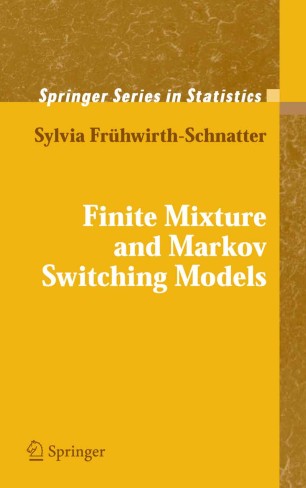 Springer Series in Statistics
Sylvia Frühwirth-Schnatter
Finite Mixture
and Markov
Switching Models
Springer